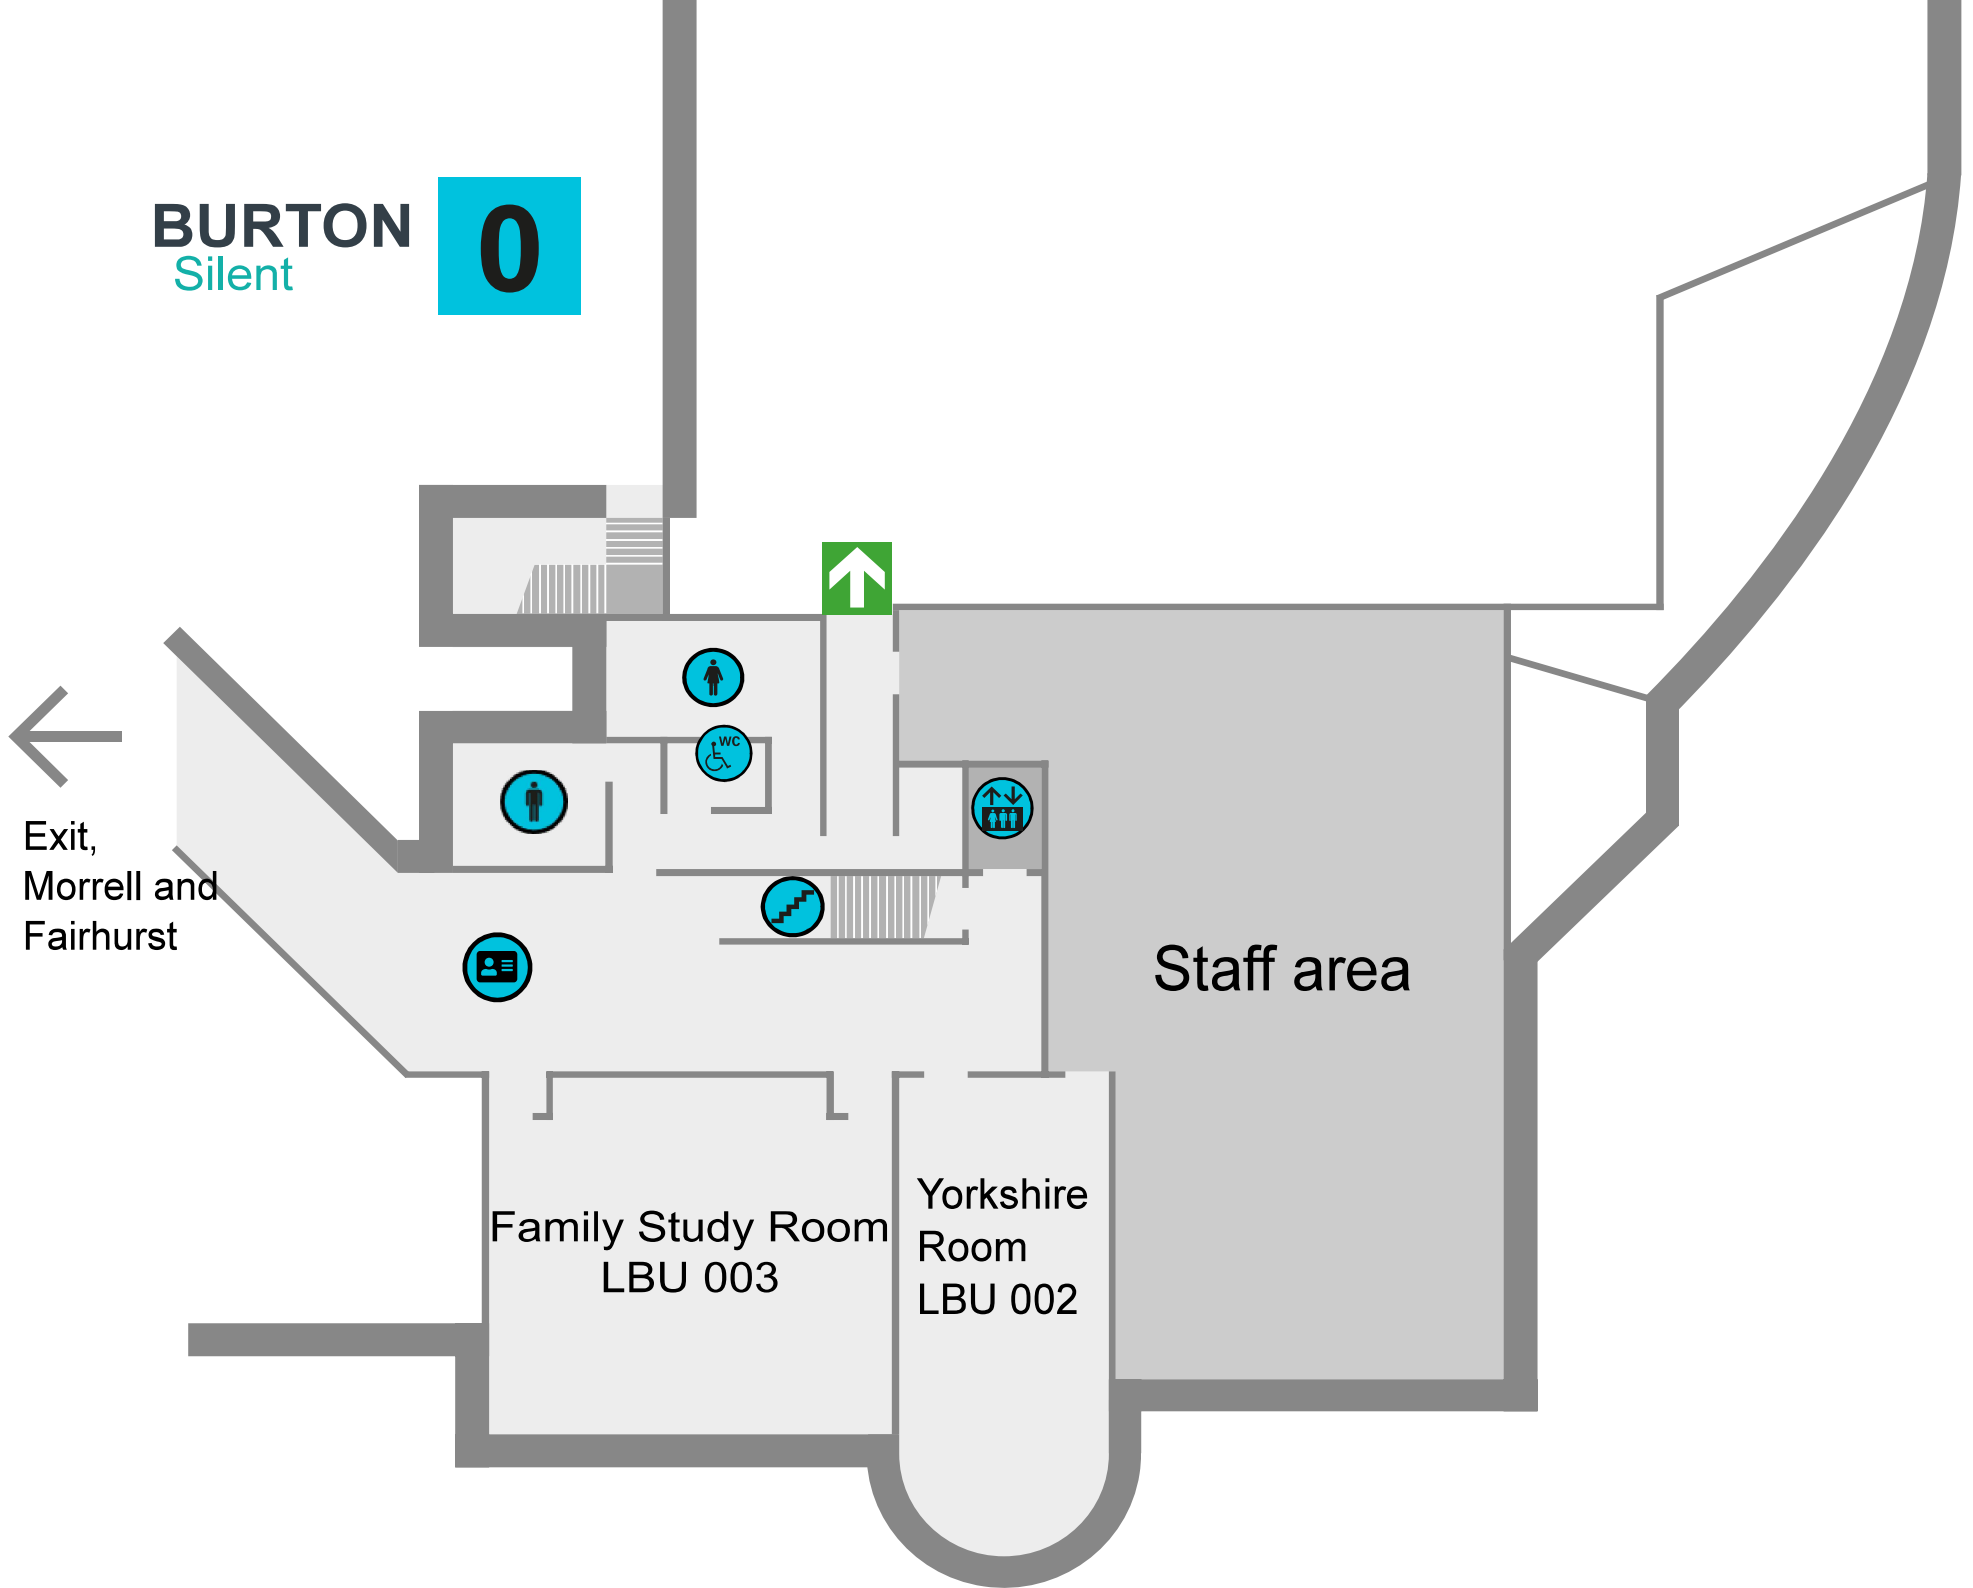 BURTON
Silent
0
WC
Exit,
Morrell and
Fairhurst
Staff area
Family Study Room
LBU 003
Yorkshire
Room
LBU 002